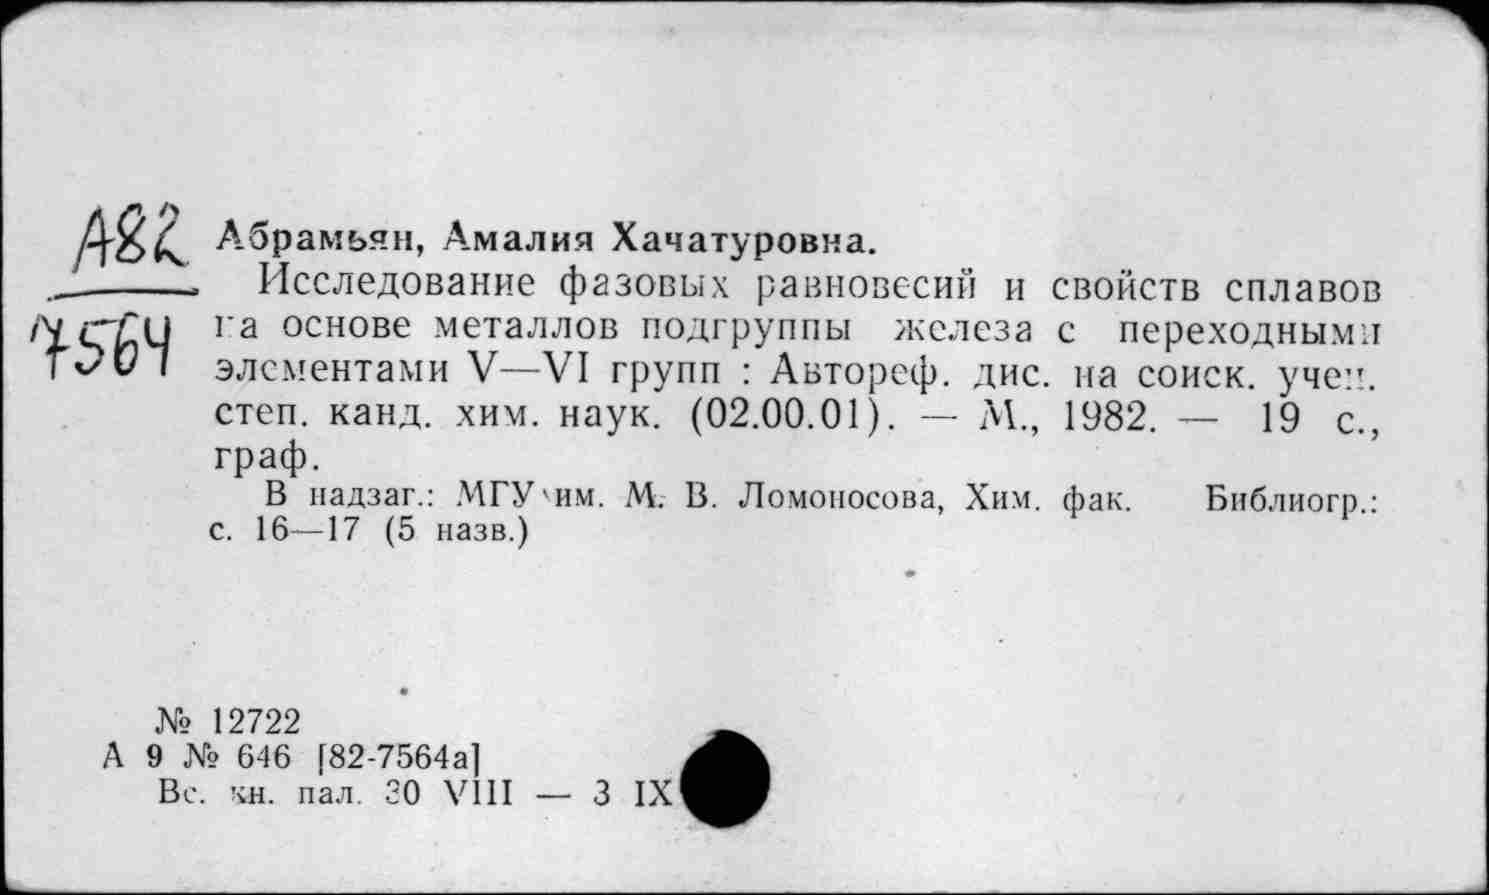 А82
7564
Абрамьян, Амалия Хачатуровна.
Исследование фазовых равновесий и свойств сплавов
на основе металлов подгруппы железа с переходными
элементами V—VI групп : Автореф. дис. на соиск. учен.
степ. канд. хим. наук. (02.00.01). — М., 1982. — 19 с.,
граф.
В надзаг.: МГУ им. М. В. Ломоносова, Хим. фак. Библиогр.:
с. 16—17 (5 назв.)
№ 12722
А 9 № 646 [82-7564а]
Вс. кн. пал. 30 VIII — 3 IX